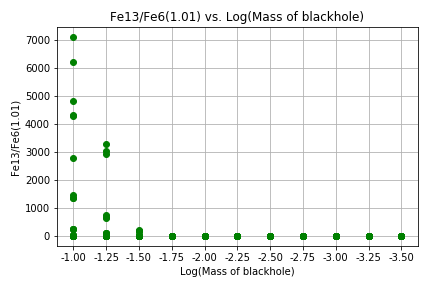 Fe13/Fe6(1.01) vs. Log(Mass of blackhole)
Fe13/Fe6(1.01)
7000
6000
5000
4000
3000
2000
1000
0
-1.00 -1.25 -1.50 -1.75 -2.00 -2.25 -2.50 -2.75 -3.00 -3.25 -3.50
Log(Mass of blackhole)